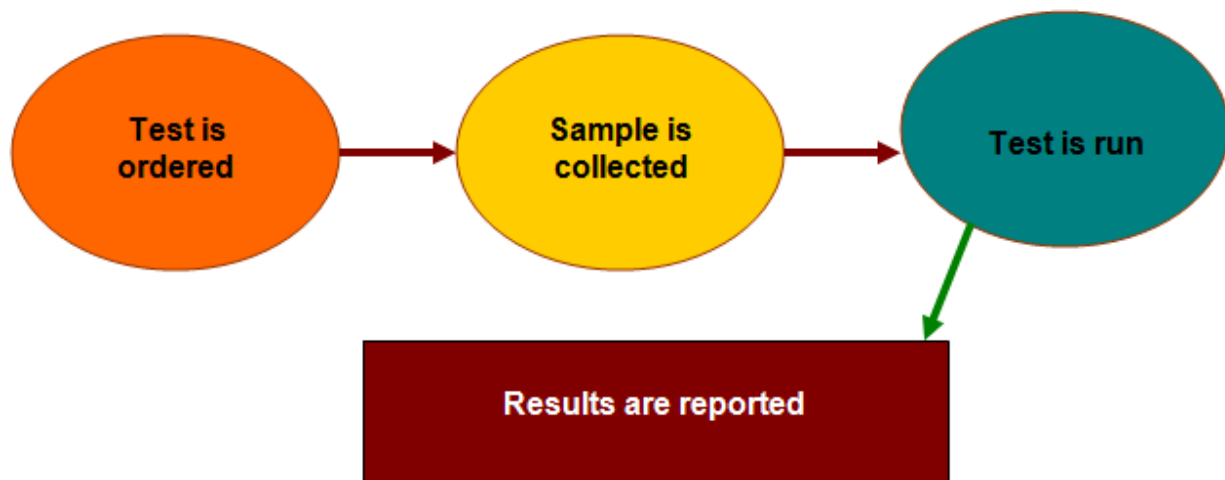 Test is
ordered
Sample is
collected
Test is run
Results are reported